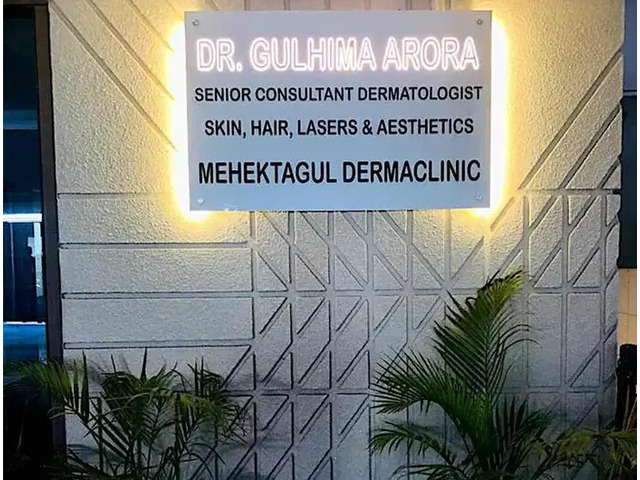 DR. GULHIMA ARORA
SENIOR CONSULTANT DERMATOLOGIST
SKIN, HAIR, LASERS & AESTHETICS
MEHEKTAGUL DERMACLINIC